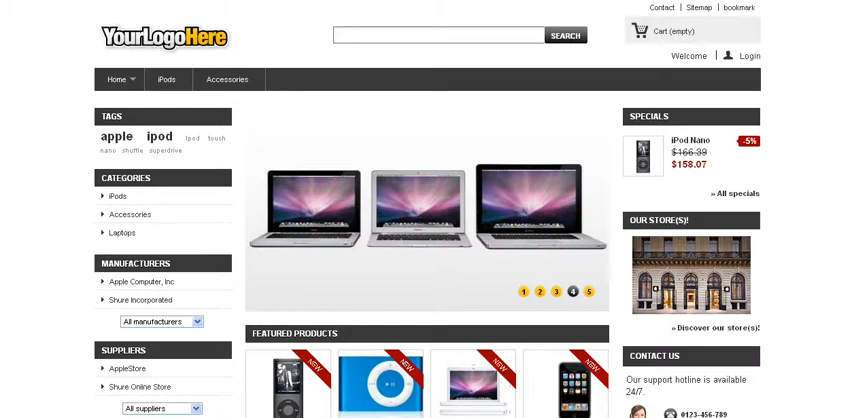 Contact | Sitemap | bookmark
YourLogoHere
SEARCH
Cart (empty)
Welcome | Login
Home iPods Accessories
TAGS
apple ipod Ipod touch
nano shuffle superdrive
CATEGORIES
iPods
Accessories
Laptops
MANUFACTURERS
Apple Computer, Inc
Shure Incorporated
All manufacturers
SUPPLIERS
AppleStore
Shure Online Store
All suppliers
1 2 3 4 5
FEATURED PRODUCTS
NEW NEW NEW NEW
SPECIALS
iPod Nano -5%
$166.39
$158.07
» All specials
OUR STORE(S)!
» Discover our store(s)!
CONTACT US
Our support hotline is available
24/7.
0123-456-789